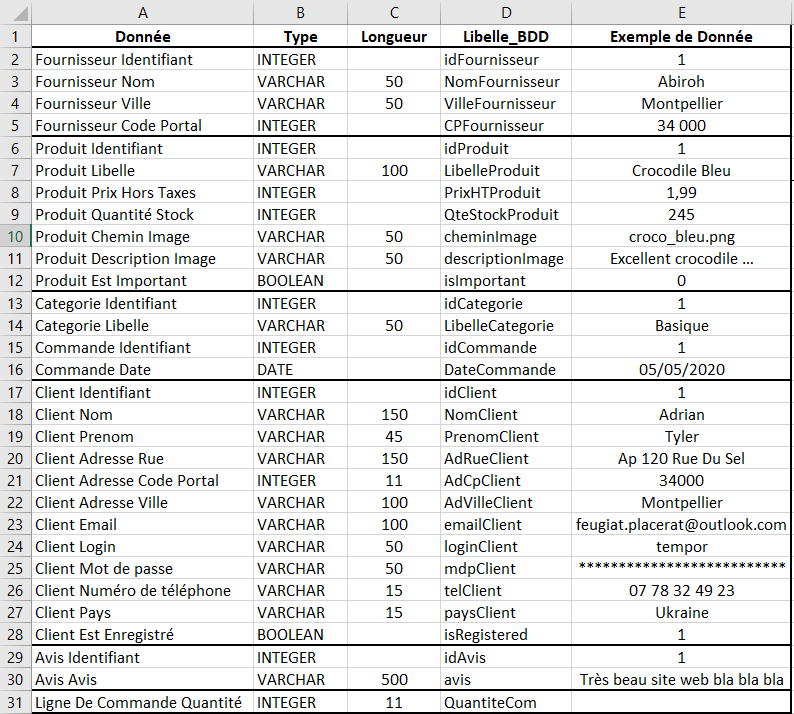 A B C D E
1 Donnée Type Longueur Libelle_BDD Exemple de Donnée
2 Fournisseur Identifiant INTEGER idFournisseur 1
3 Fournisseur Nom VARCHAR 50 NomFournisseur Abiroh
4 Fournisseur Ville VARCHAR 50 VilleFournisseur Montpellier
5 Fournisseur Code Portal INTEGER CPFournisseur 34 000
6 Produit Identifiant INTEGER idProduit 1
7 Produit Libelle VARCHAR 100 LibelleProduit Crocodile Bleu
8 Produit Prix Hors Taxes INTEGER PrixHTProduit 1,99
9 Produit Quantité Stock INTEGER QteStockProduit 245
10 Produit Chemin Image VARCHAR 50 cheminImage croco_bleu.png
11 Produit Description Image VARCHAR 50 descriptionImage Excellent crocodile ...
12 Produit Est Important BOOLEAN isImportant 0
13 Categorie Identifiant INTEGER idCategorie 1
14 Categorie Libelle VARCHAR 50 LibelleCategorie Basique
15 Commande Identifiant INTEGER idCommande 1
16 Commande Date DATE DateCommande 05/05/2020
17 Client Identifiant INTEGER idClient 1
18 Client Nom VARCHAR 150 NomClient Adrian
19 Client Prenom VARCHAR 45 PrenomClient Tyler
20 Client Adresse Rue VARCHAR 150 AdRueClient Ap 120 Rue Du Sel
21 Client Adresse Code Portal INTEGER 11 AdCpClient 34000
22 Client Adresse Ville VARCHAR 100 AdVilleClient Montpellier
23 Client Email VARCHAR 100 emailClient feugiat.placerat@outlook.com
24 Client Login VARCHAR 50 loginClient tempor
25 Client Mot de passe VARCHAR 50 mdpClient **************************
26 Client Numéro de téléphone VARCHAR 15 telClient 07 78 32 49 23
27 Client Pays VARCHAR 15 paysClient Ukraine
28 Client Est Enregistré BOOLEAN isRegistered 1
29 Avis Identifiant INTEGER idAvis 1
30 Avis Avis VARCHAR 500 avis Très beau site web bla bla bla
31 Ligne De Commande Quantité INTEGER 11 QuantiteCom